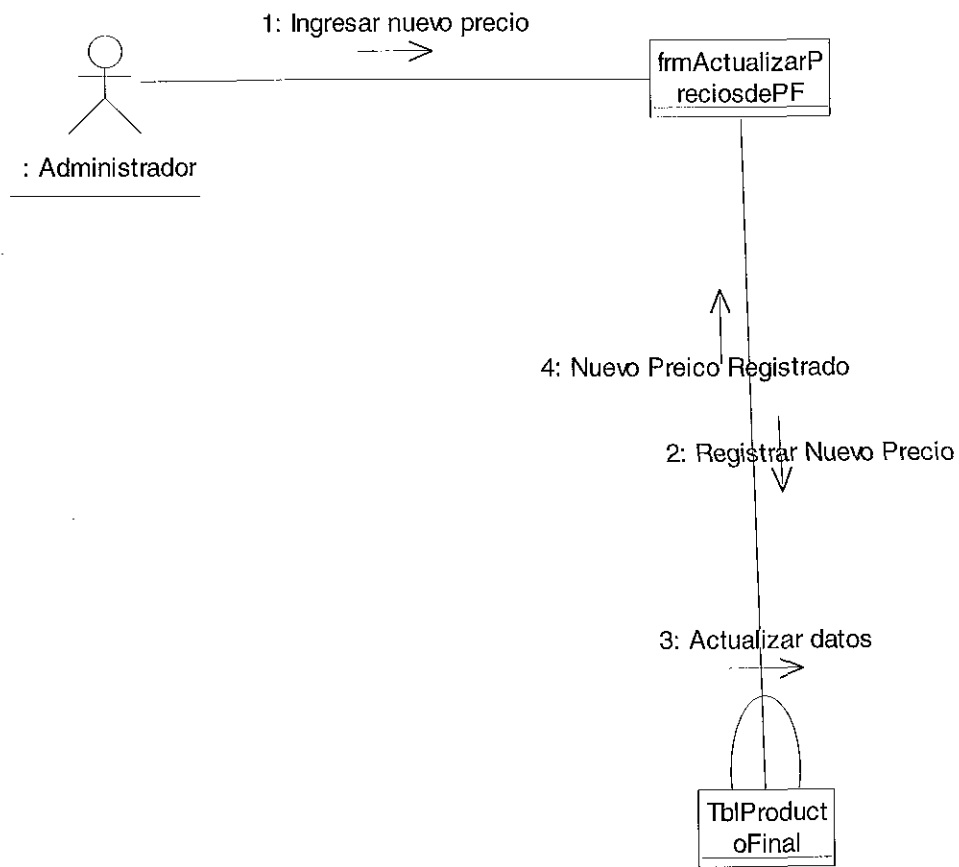 1: Ingresar nuevo precio
frmActualizarP
reciosdePF
: Administrador
4: Nuevo Preico Registrado
2: Registrar Nuevo Precio
3: Actualizar datos
TblProduct
oFinal